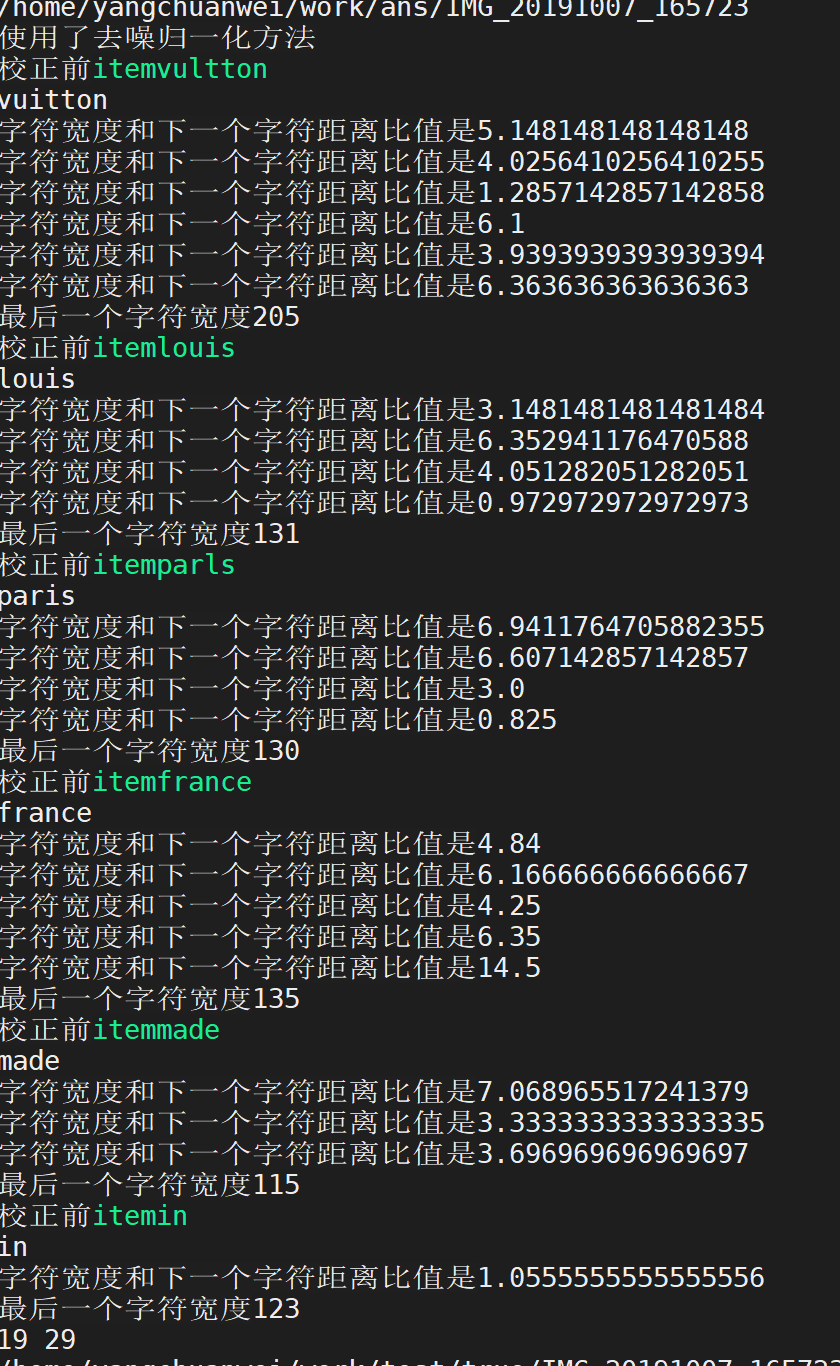 /home/yangchuanwei/work/ans/IMG_20191007_165723
使用了去噪归一化方法
校正前itemvultton
vuitton
字符宽度和下一个字符距离比值是5.148148148148148
字符宽度和下一个字符距离比值是4.0256410256410255
字符宽度和下一个字符距离比值是1.2857142857142858
字符宽度和下一个字符距离比值是6.1
字符宽度和下一个字符距离比值是3.9393939393939394
字符宽度和下一个字符距离比值是6.363636363636363
最后一个字符宽度205
校正前itemlouis
louis
字符宽度和下一个字符距离比值是3.1481481481481484
字符宽度和下一个字符距离比值是6.352941176470588
字符宽度和下一个字符距离比值是4.051282051282051
字符宽度和下一个字符距离比值是0.972972972972973
最后一个字符宽度131
校正前itemparls
paris
字符宽度和下一个字符距离比值是6.9411764705882355
字符宽度和下一个字符距离比值是6.607142857142857
字符宽度和下一个字符距离比值是3.0
字符宽度和下一个字符距离比值是0.825
最后一个字符宽度130
校正前itemfrance
france
字符宽度和下一个字符距离比值是4.84
字符宽度和下一个字符距离比值是6.166666666666667
字符宽度和下一个字符距离比值是4.25
字符宽度和下一个字符距离比值是6.35
字符宽度和下一个字符距离比值是14.5
最后一个字符宽度135
校正前itemmade
made
字符宽度和下一个字符距离比值是7.068965517241379
字符宽度和下一个字符距离比值是3.3333333333333335
字符宽度和下一个字符距离比值是3.696969696969697
最后一个字符宽度115
校正前itemin
in
字符宽度和下一个字符距离比值是1.0555555555555556
最后一个字符宽度123
19 29